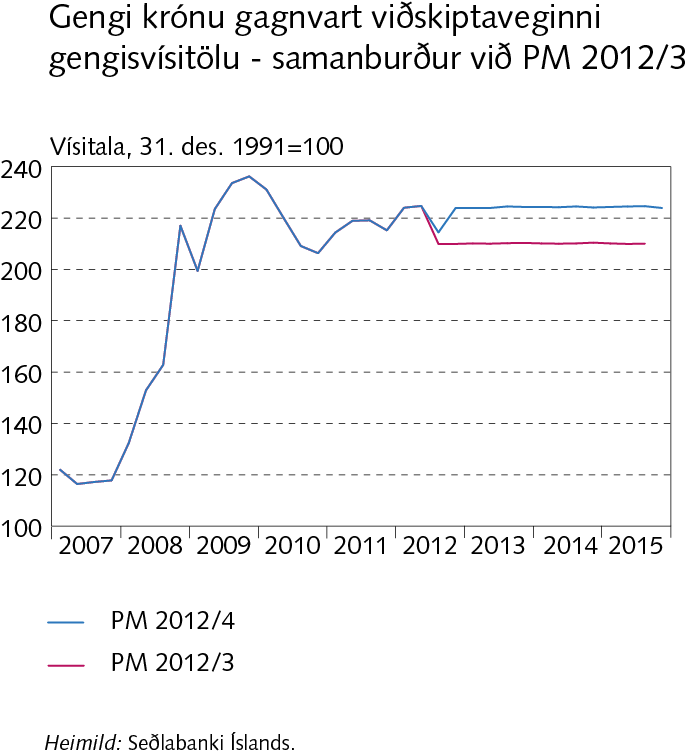 Gengi krónu gagnvart viðskiptaveginni
gengisvísitölu - samanburður við PM 2012/3
Vísitala, 31. des. 1991=100
240
220
200
180
160
140
120
100
2007 2008 2009 2010 2011 2012 2013 2014 2015
PM 2012/4
PM 2012/3
Heimild: Seðlabanki Íslands.